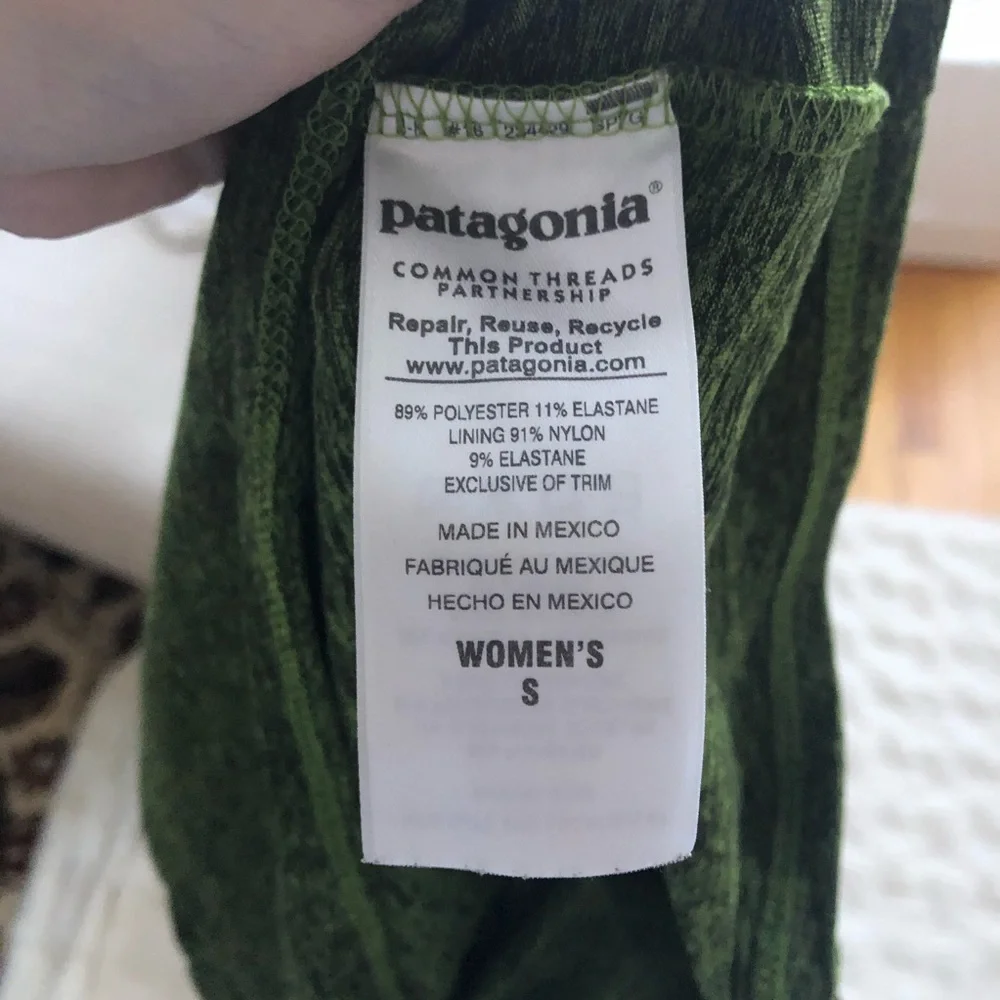 patagonia®
COMMON THREADS
PARTNERSHIP
Repair, Reuse, Recycle
This Product
www.patagonia.com
89% POLYESTER 11% ELASTANE
LINING 91% NYLON
9% ELASTANE
EXCLUSIVE OF TRIM
MADE IN MEXICO
FABRIQUÉ AU MEXIQUE
HECHO EN MEXICO
WOMEN'S
S